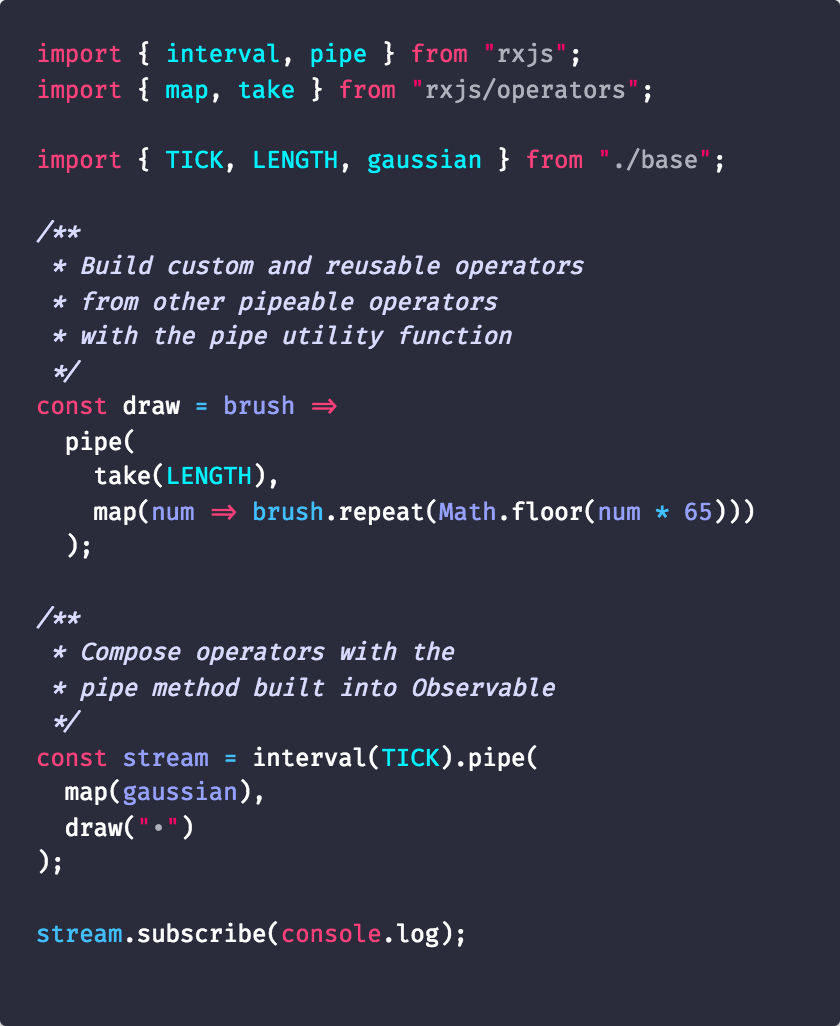 import { interval, pipe } from "rxjs";
import { map, take } from "rxjs/operators";

import { TICK, LENGTH, gaussian } from "./base";

/**
 * Build custom and reusable operators
 * from other pipeable operators
 * with the pipe utility function
 */
const draw = brush =>
  pipe(
    take(LENGTH),
    map(num => brush.repeat(Math.floor(num * 65)))
  );

/**
 * Compose operators with the
 * pipe method built into Observable
 */
const stream = interval(TICK).pipe(
  map(gaussian),
  draw("•")
);

stream.subscribe(console.log);